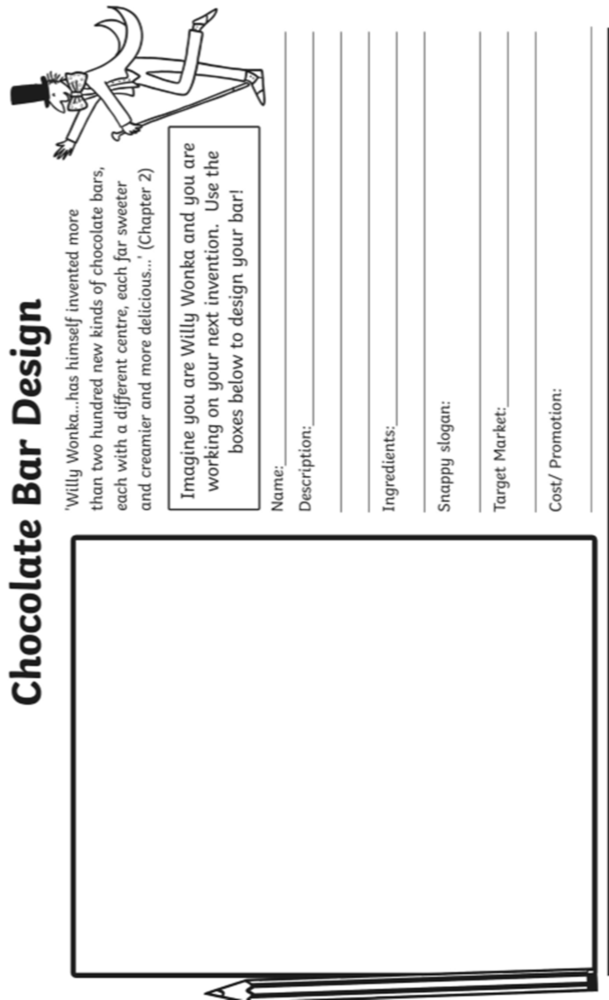 Chocolate Bar Design
'Willy Wonka...has himself invented more
than two hundred new kinds of chocolate bars,
each with a different centre, each far sweeter
and creamier and more delicious...' (Chapter 2)
Imagine you are Willy Wonka and you are
working on your next invention. Use the
boxes below to design your bar!
Name:
Description:
Ingredients:
Snappy slogan:
Target Market:
Cost/ Promotion: